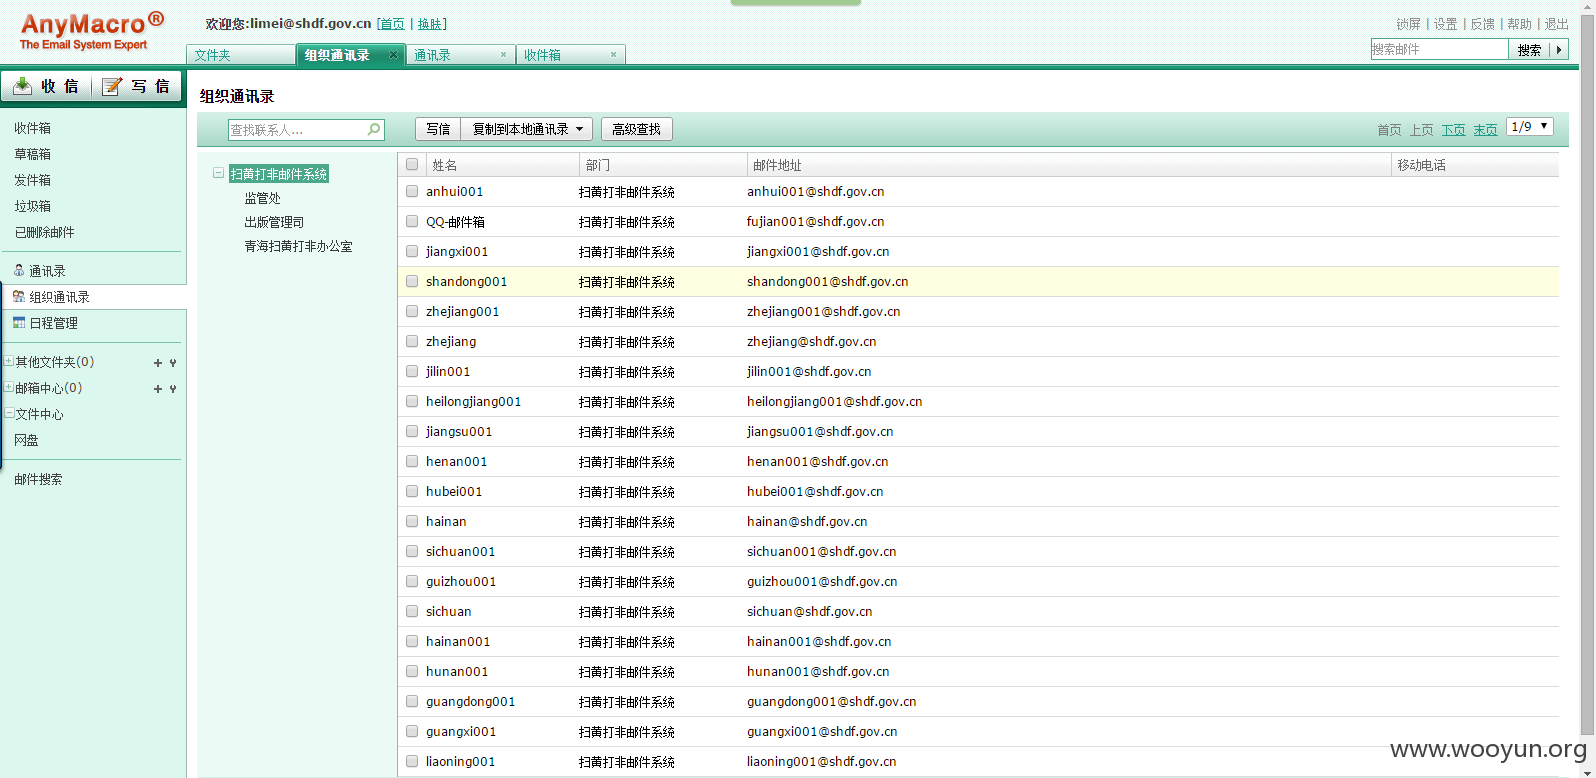 AnyMacro®
The Email System Expert
欢迎您:limei@shdf.gov.cn [首页 | 换肤]
锁屏 | 设置 | 反馈 | 帮助 | 退出
文件夹
组织通讯录 ×
通讯录 ×
收件箱 ×
搜索邮件
搜索
收 信
写 信
收件箱
草稿箱
发件箱
垃圾箱
已删除邮件
通讯录
组织通讯录
日程管理
其他文件夹(0)
邮箱中心(0)
文件中心
网盘
邮件搜索
组织通讯录
查找联系人...
写信
复制到本地通讯录
高级查找
首页 上页 下页 末页 1/9
扫黄打非邮件系统
监管处
出版管理司
青海扫黄打非办公室
姓名 部门 邮件地址 移动电话
anhui001 扫黄打非邮件系统 anhui001@shdf.gov.cn
QQ-邮件箱 扫黄打非邮件系统 fujian001@shdf.gov.cn
jiangxi001 扫黄打非邮件系统 jiangxi001@shdf.gov.cn
shandong001 扫黄打非邮件系统 shandong001@shdf.gov.cn
zhejiang001 扫黄打非邮件系统 zhejiang001@shdf.gov.cn
zhejiang 扫黄打非邮件系统 zhejiang@shdf.gov.cn
jilin001 扫黄打非邮件系统 jilin001@shdf.gov.cn
heilongjiang001 扫黄打非邮件系统 heilongjiang001@shdf.gov.cn
jiangsu001 扫黄打非邮件系统 jiangsu001@shdf.gov.cn
henan001 扫黄打非邮件系统 henan001@shdf.gov.cn
hubei001 扫黄打非邮件系统 hubei001@shdf.gov.cn
hainan 扫黄打非邮件系统 hainan@shdf.gov.cn
sichuan001 扫黄打非邮件系统 sichuan001@shdf.gov.cn
guizhou001 扫黄打非邮件系统 guizhou001@shdf.gov.cn
sichuan 扫黄打非邮件系统 sichuan@shdf.gov.cn
hainan001 扫黄打非邮件系统 hainan001@shdf.gov.cn
hunan001 扫黄打非邮件系统 hunan001@shdf.gov.cn
guangdong001 扫黄打非邮件系统 guangdong001@shdf.gov.cn
guangxi001 扫黄打非邮件系统 guangxi001@shdf.gov.cn
liaoning001 扫黄打非邮件系统 liaoning001@shdf.gov.cn
www.wooyun.org